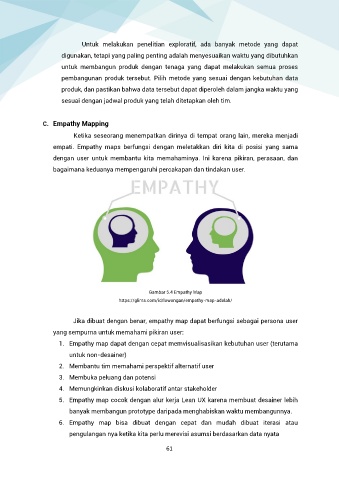 Untuk melakukan penelitian exploratif, ada banyak metode yang dapat
digunakan, tetapi yang paling penting adalah menyesuaikan waktu yang dibutuhkan
untuk membangun produk dengan tenaga yang dapat melakukan semua proses
pembangunan produk tersebut. Pilih metode yang sesuai dengan kebutuhan data
produk, dan pastikan bahwa data tersebut dapat diperoleh dalam jangka waktu yang
sesuai dengan jadwal produk yang telah ditetapkan oleh tim.
C. Empathy Mapping
Ketika seseorang menempatkan dirinya di tempat orang lain, mereka menjadi
empati. Empathy maps berfungsi dengan meletakkan diri kita di posisi yang sama
dengan user untuk membantu kita memahaminya. Ini karena pikiran, perasaan, dan
bagaimana keduanya mempengaruhi percakapan dan tindakan user.
EMPATHY
Gambar 5.4 Empathy Map
https://glints.com/id/lowongan/empathy-map-adalah/
Jika dibuat dengan benar, empathy map dapat berfungsi sebagai persona user
yang sempurna untuk memahami pikiran user:
1. Empathy map dapat dengan cepat memvisualisasikan kebutuhan user (terutama
untuk non-desainer)
2. Membantu tim memahami perspektif alternatif user
3. Membuka peluang dan potensi
4. Memungkinkan diskusi kolaboratif antar stakeholder
5. Empathy map cocok dengan alur kerja Lean UX karena membuat desainer lebih
banyak membangun prototype daripada menghabiskan waktu membangunnya.
6. Empathy map bisa dibuat dengan cepat dan mudah dibuat iterasi atau
pengulangan nya ketika kita perlu merevisi asumsi berdasarkan data nyata
61